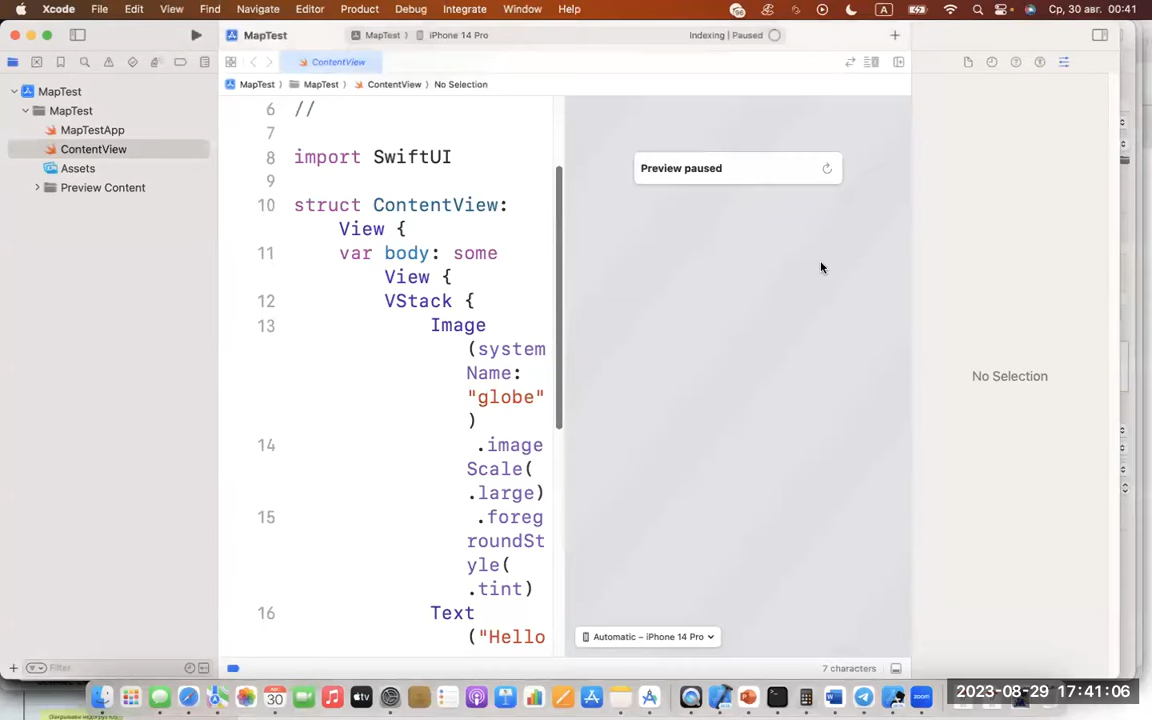 Xcode File Edit View Find Navigate Editor Product Debug Integrate Window Help A Ср, 30 авг. 00:41
MapTest MapTest 〉 iPhone 14 Pro Indexing | Paused
ContentView
MapTest 〉 MapTest 〉 ContentView 〉 No Selection
MapTest
MapTest
MapTestApp
ContentView
Assets
Preview Content
6 //
7
8 import SwiftUI
9
10 struct ContentView:
View {
11 var body: some
View {
12 VStack {
13 Image
(system
Name:
"globe"
)
14 .image
Scale(
.large)
15 .foreg
roundSt
yle(
.tint)
16 Text
("Hello
Preview paused
Automatic – iPhone 14 Pro
No Selection
Filter
7 characters
2023-08-29 17:41:06